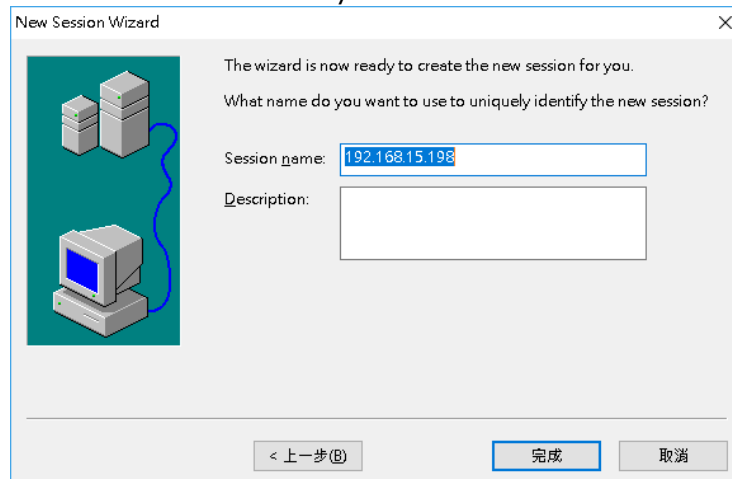 New Session Wizard
The wizard is now ready to create the new session for you.
What name do you want to use to uniquely identify the new session?
Session name: 192.168.15.198
Description:
< 上一步(B) 完成 取消